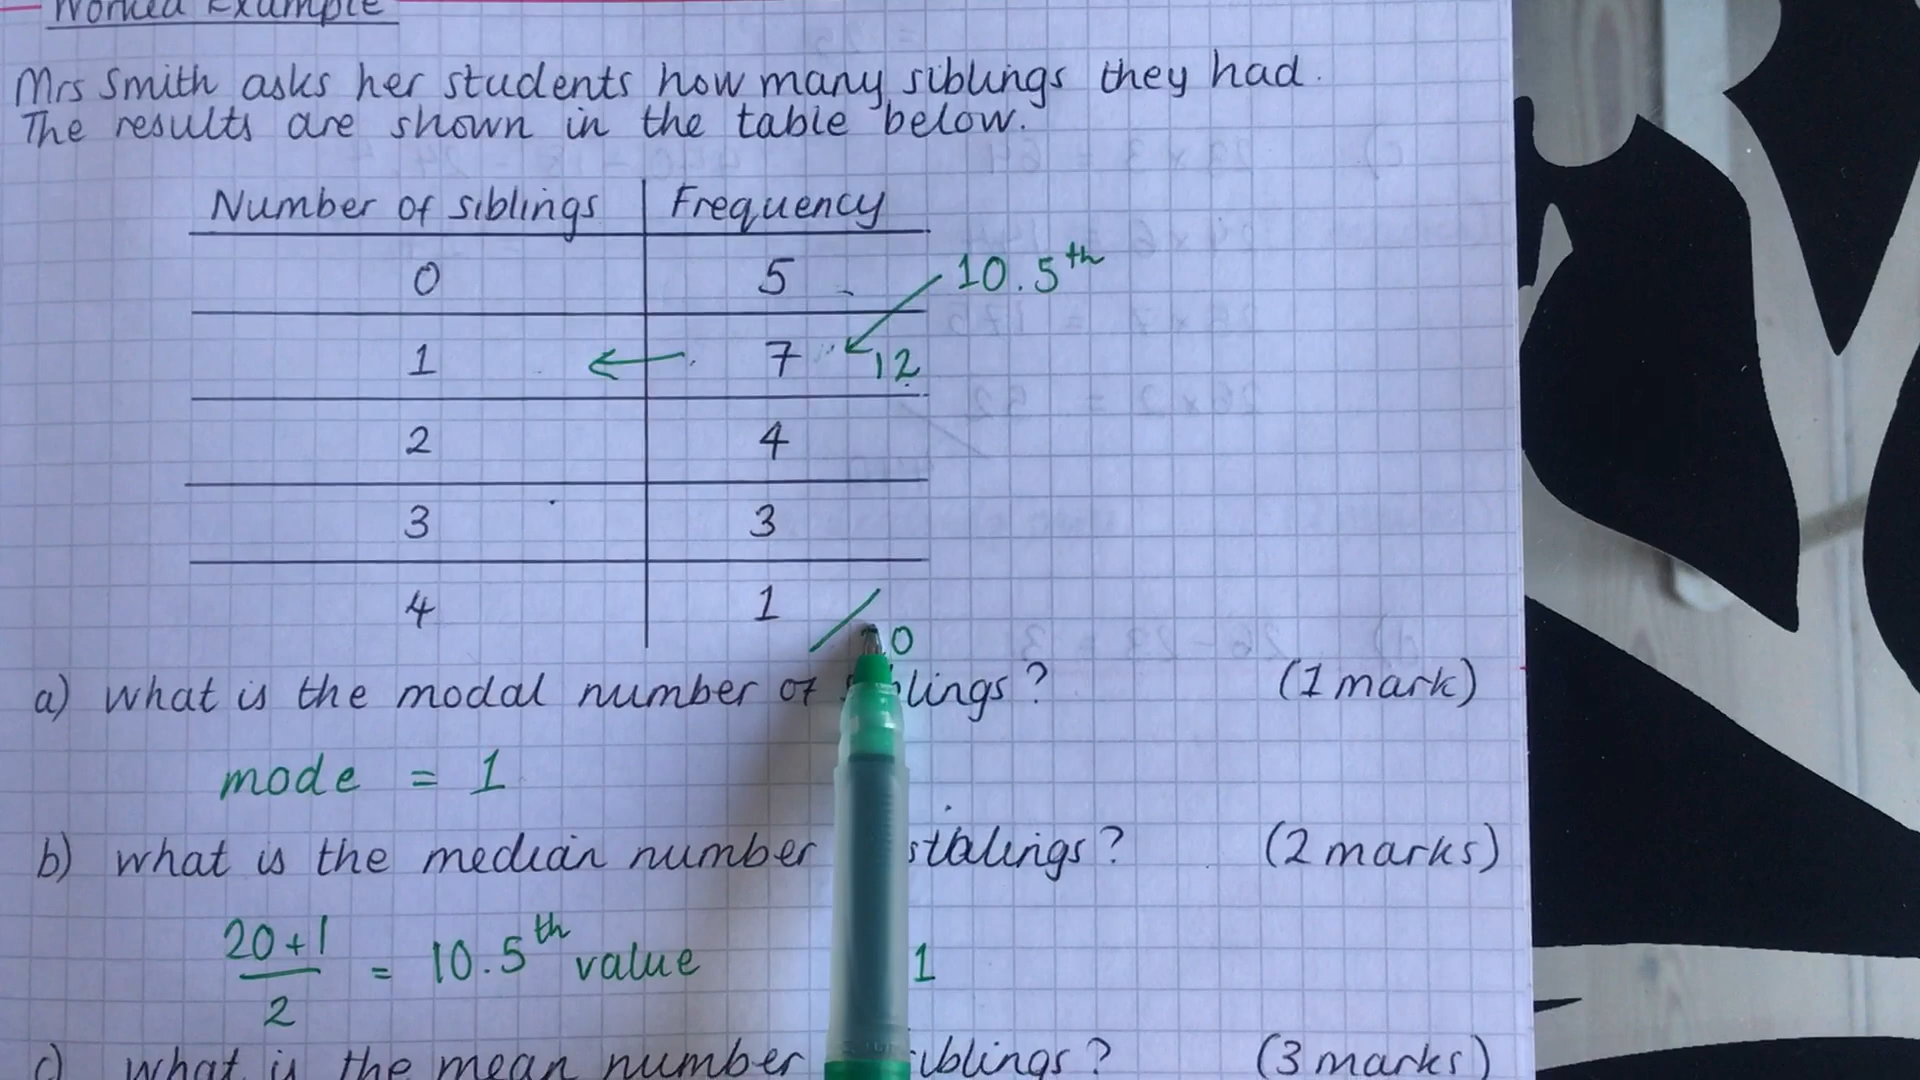 Worked Example
Mrs Smith asks her students how many siblings they had.
The results are shown in the table below.
Number of siblings Frequency
0 5 10.5th
1 7 12
2 4
3 3
4 1
0
a) what is the modal number of lings? (1 mark)
mode = 1
b) what is the median number (2 marks)
20+1
= 10.5th value 1
2
c) what is the mean number iblings? (3 marks)